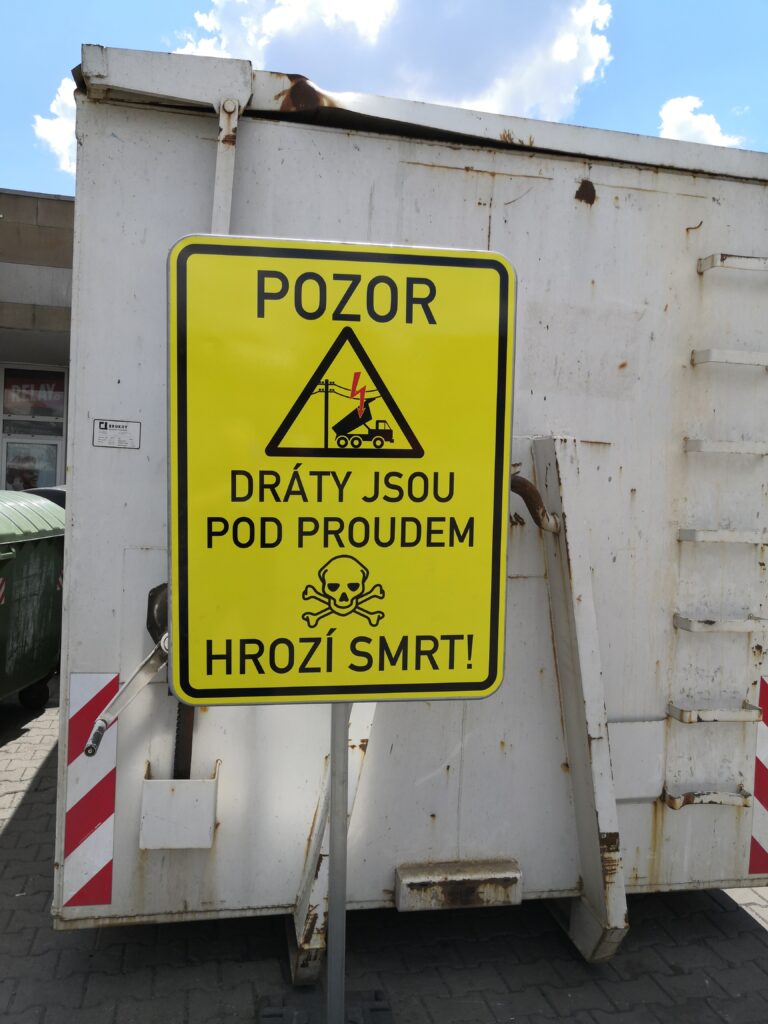 POZOR
DRÁTY JSOU
POD PROUDEM
HROZÍ SMRT!
RELAY